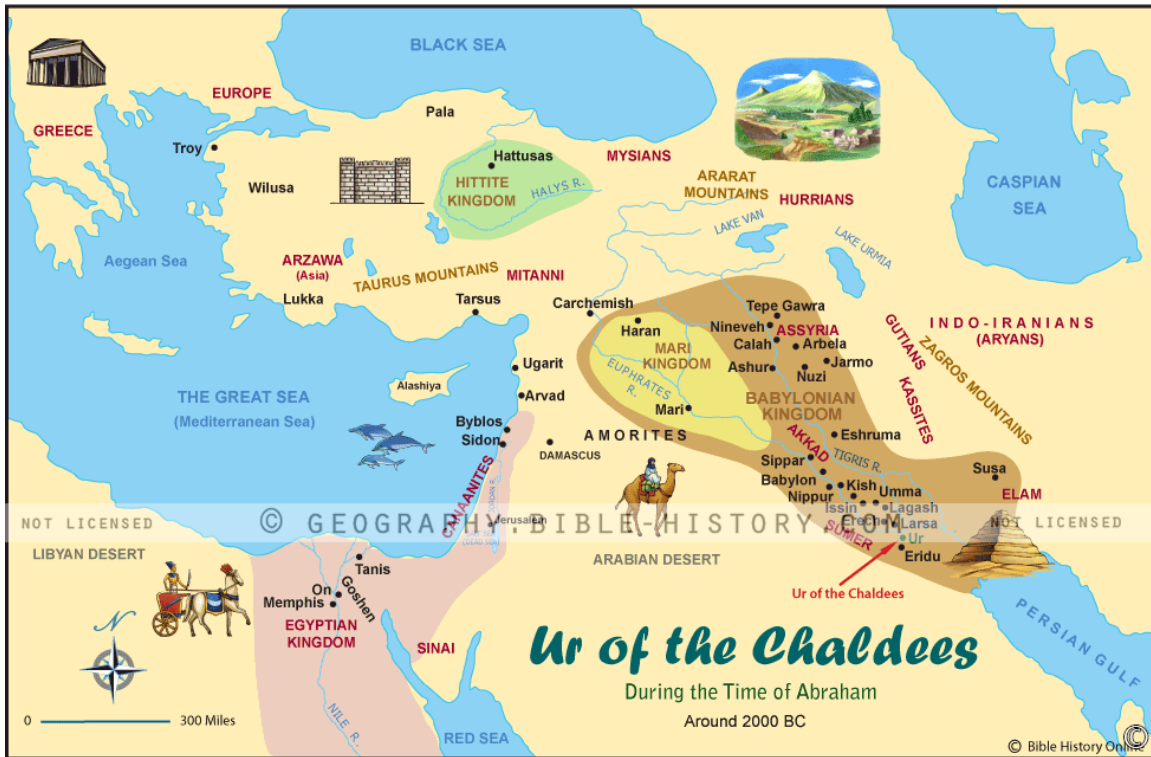 BLACK SEA
EUROPE
GREECE
Pala
Troy
Hattusas
MYSIANS
HITTITE
KINGDOM
HALYS R.
Wilusa
ARARAT
MOUNTAINS
HURRIANS
CASPIAN
SEA
LAKE VAN
LAKE URMIA
Aegean Sea
ARZAWA
(Asia)
TAURUS MOUNTAINS
MITANNI
Lukka
Tarsus
Carchemish
Tepe Gawra
Haran
Nineveh
ASSYRIA
MARI
KINGDOM
Calah
Arbela
GUTIANS
INDO-IRANIANS
(ARYANS)
ZAGROS MOUNTAINS
Ugarit
EUPHRATES
R.
Ashur
Nuzi
Jarmo
KASSITES
THE GREAT SEA
(Mediterranean Sea)
Alashiya
Arvad
Mari
BABYLONIAN
KINGDOM
Byblos
Sidon
DAMASCUS
AMORITES
AKKAD
Eshruma
TIGRIS R.
CANAANITES
JORDAN R.
Sippar
Babylon
Nippur
Kish
Umma
Susa
ELAM
Issin
Lagash
NOT LICENSED
© GEOGRAPHY.BIBLE-HISTORY.COM
NOT LICENSED
Jerusalem
Erech
Larsa
SUMER
Ur
Eridu
LIBYAN DESERT
ARABIAN DESERT
Tanis
On
Goshen
Memphis
Ur of the Chaldees
EGYPTIAN
KINGDOM
SINAI
PERSIAN GULF
N
Ur of the Chaldees
During the Time of Abraham
Around 2000 BC
0 300 Miles
NILE R.
RED SEA
© Bible History Online
©